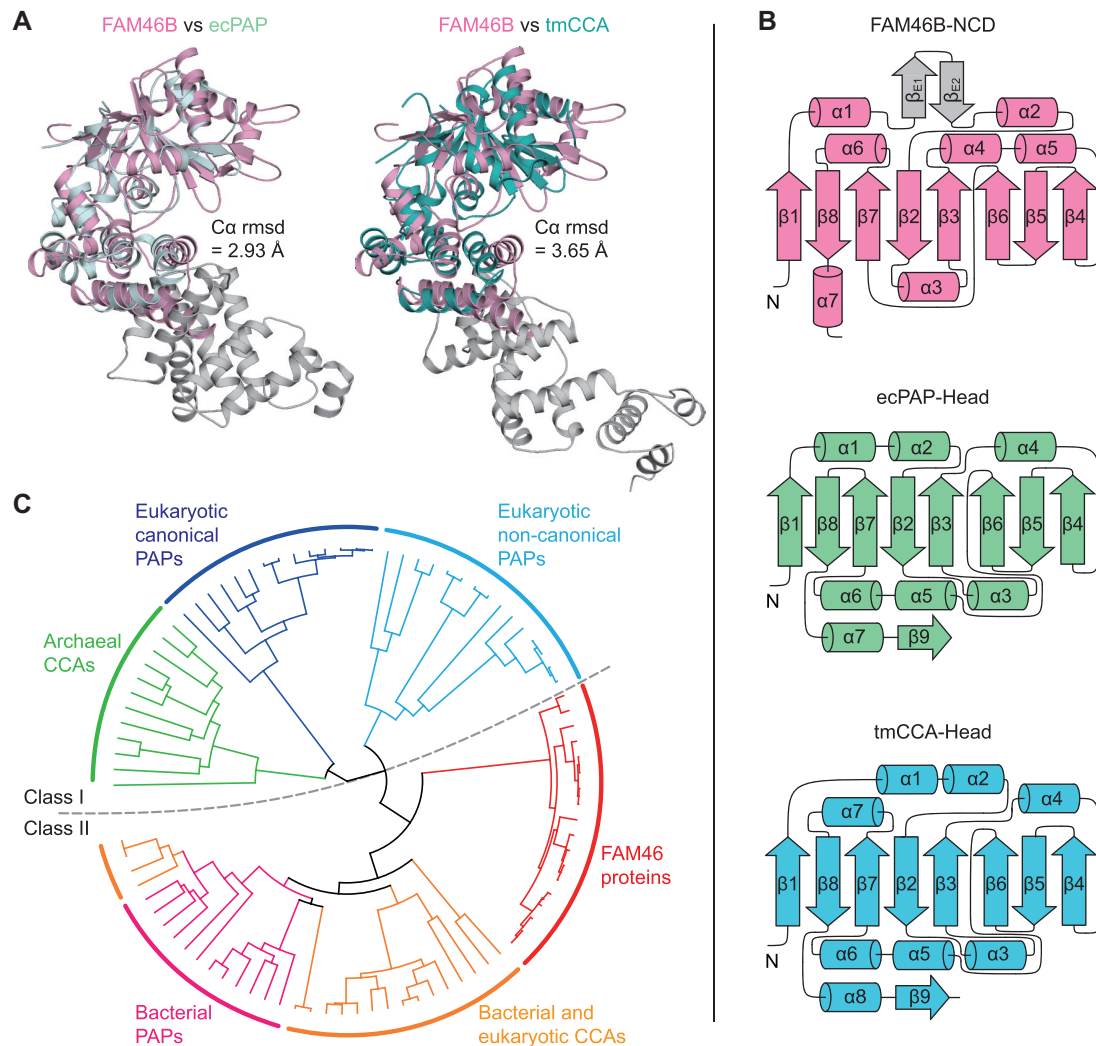 A
FAM46B vs ecPAP
FAM46B vs tmCCA
Cα rmsd
= 2.93 Å
Cα rmsd
= 3.65 Å
B
FAM46B-NCD
βE1
βE2
α1
α2
α6
α4
α5
β1
β8
β7
β2
β3
β6
β5
β4
α3
N
α7
ecPAP-Head
α1
α2
α4
β1
β8
β7
β2
β3
β6
β5
β4
N
α6
α5
α3
α7
β9
tmCCA-Head
α1
α2
α7
α4
β1
β8
β7
β2
β3
β6
β5
β4
N
α6
α5
α3
α8
β9
C
Eukaryotic
canonical
PAPs
Eukaryotic
non-canonical
PAPs
Archaeal
CCAs
Class I
Class II
FAM46
proteins
Bacterial
PAPs
Bacterial and
eukaryotic CCAs